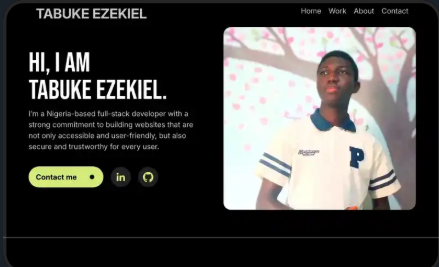 TABUKE EZEKIEL
Home Work About Contact
HI, I AM
TABUKE EZEKIEL.
I'm a Nigeria-based full-stack developer with a
strong commitment to building websites that are
not only accessible and user-friendly, but also
secure and trustworthy for every user.
Contact me
in
P